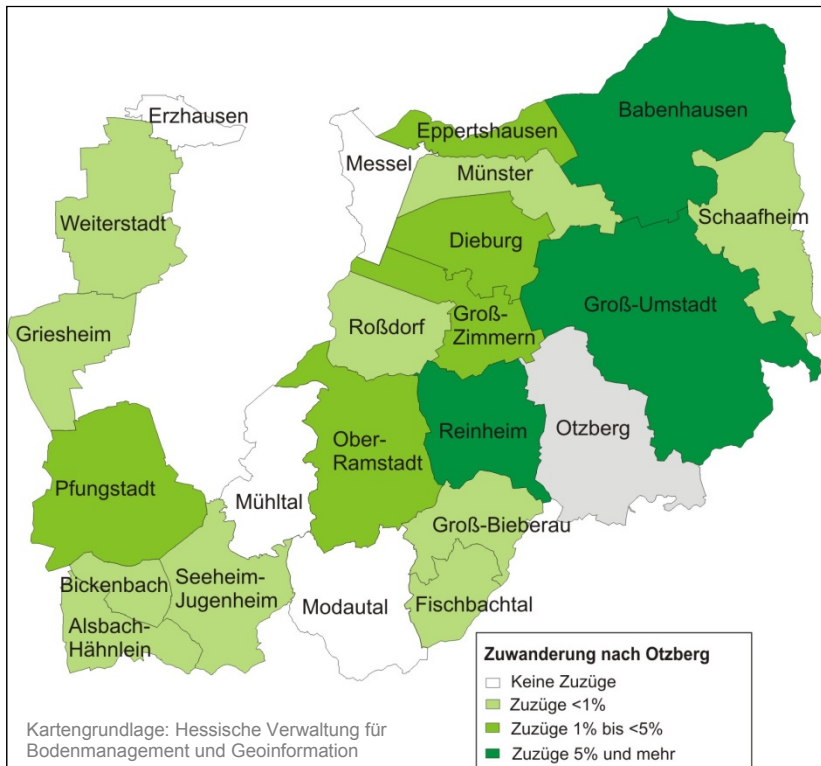 Erzhausen
Babenhausen
Eppertshausen
Messel
Münster
Weiterstadt
Schaafheim
Dieburg
Groß-Umstadt
Griesheim
Roßdorf
Groß-
Zimmern
Otzberg
Reinheim
Ober-
Ramstadt
Pfungstadt
Mühltal
Groß-Bieberau
Bickenbach
Seeheim-
Jugenheim
Modautal
Fischbachtal
Alsbach-
Hähnlein
Zuwanderung nach Otzberg
Keine Zuzüge
Zuzüge <1%
Zuzüge 1% bis <5%
Zuzüge 5% und mehr
Kartengrundlage: Hessische Verwaltung für
Bodenmanagement und Geoinformation